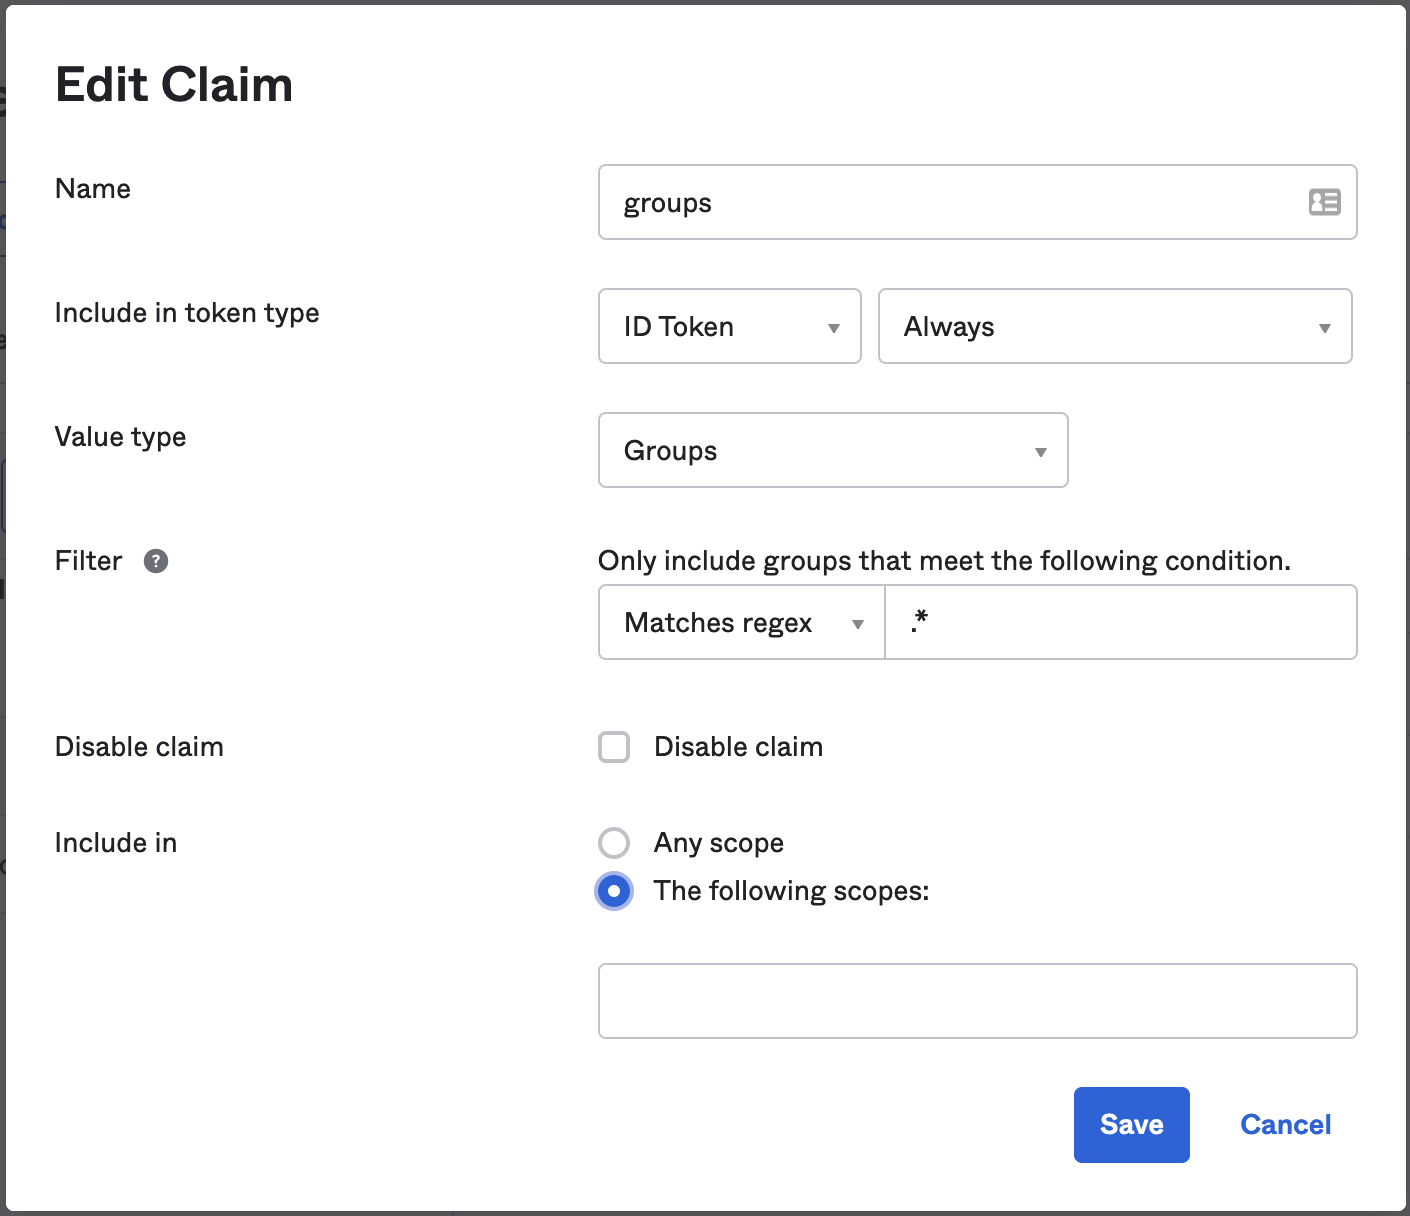 Edit Claim
Name
groups
Include in token type
ID Token
Always
Value type
Groups
Filter ?
Only include groups that meet the following condition.
Matches regex
.*
Disable claim
Disable claim
Include in
Any scope
The following scopes:
Save
Cancel